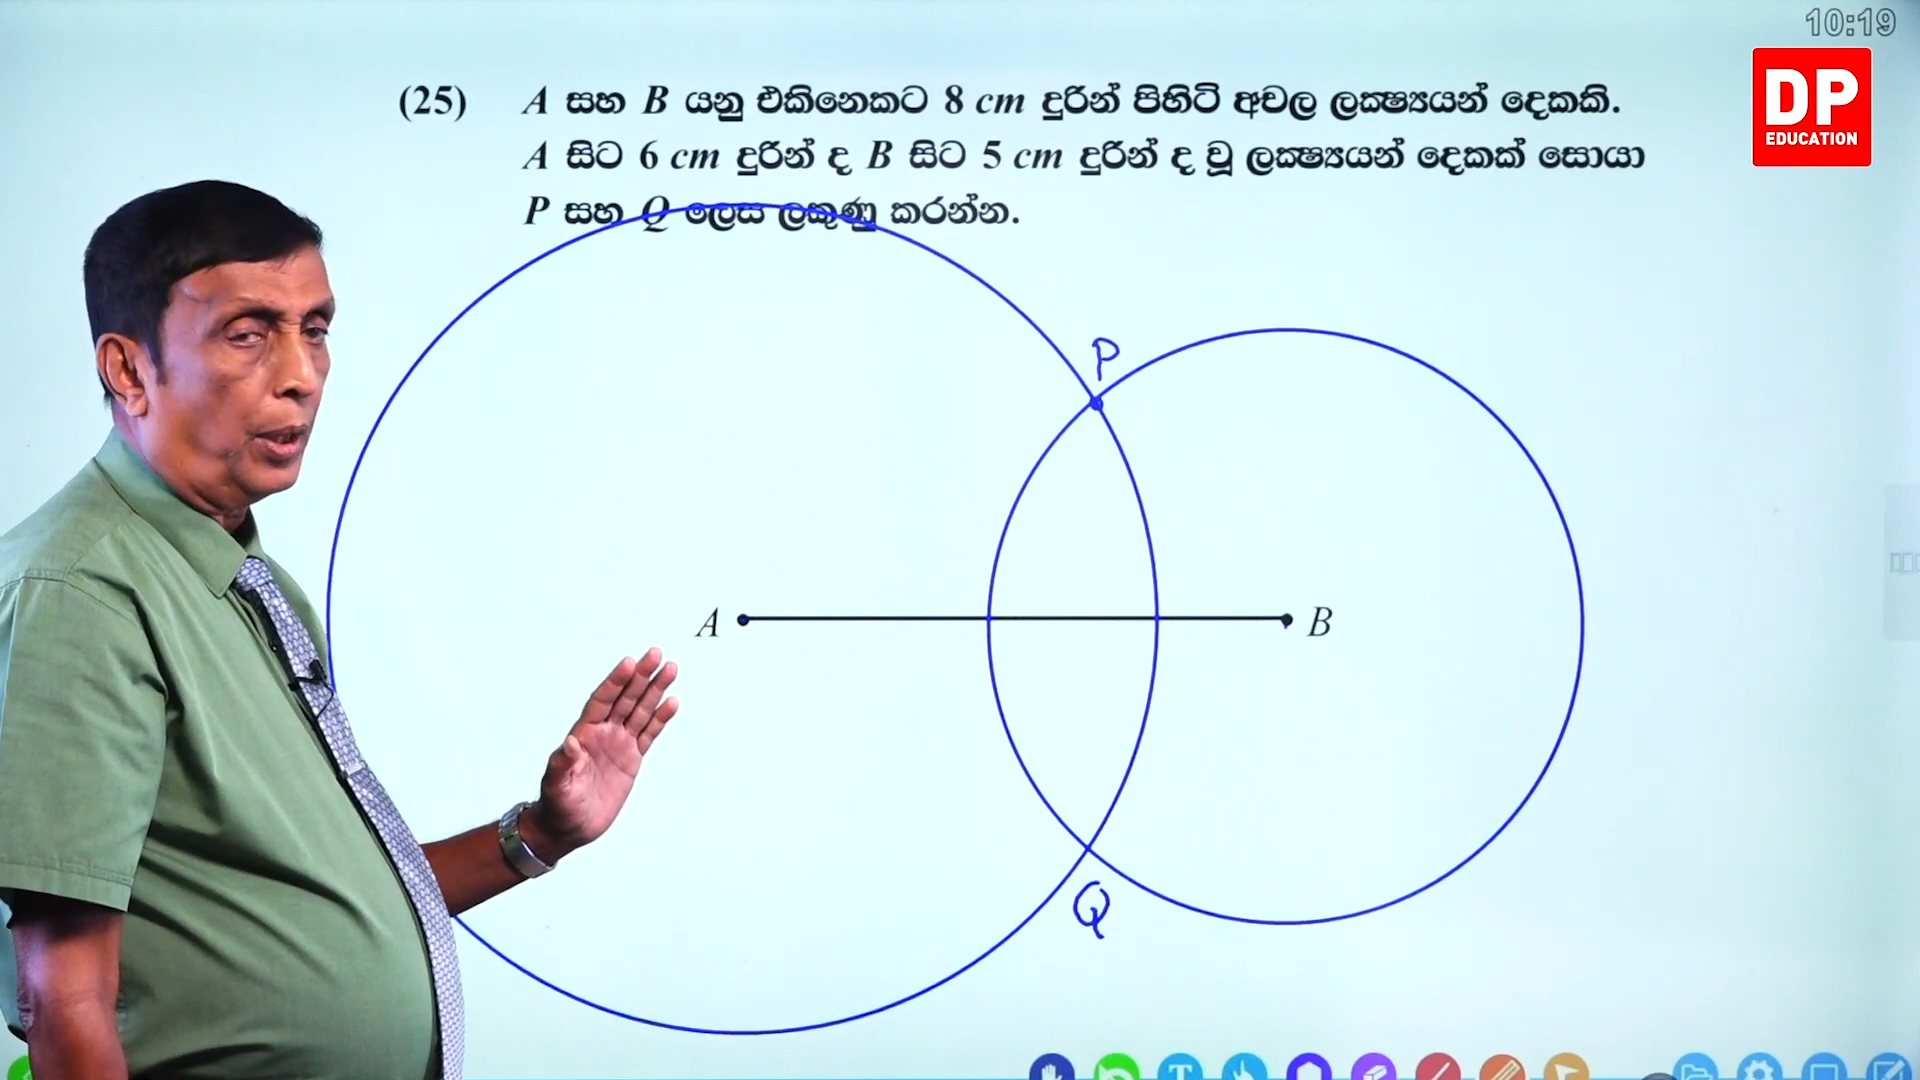 10:19
DP
EDUCATION
(25) A සහ B යනු එකිනෙකට 8 cm දුරින් පිහිටි අචල ලක්ෂ්‍යයන් දෙකකි.
A සිට 6 cm දුරින් ද B සිට 5 cm දුරින් ද වූ ලක්ෂ්‍යයන් දෙකක් සොයා
P සහ Q ලෙස ලකුණු කරන්න.
P
A
B
Q